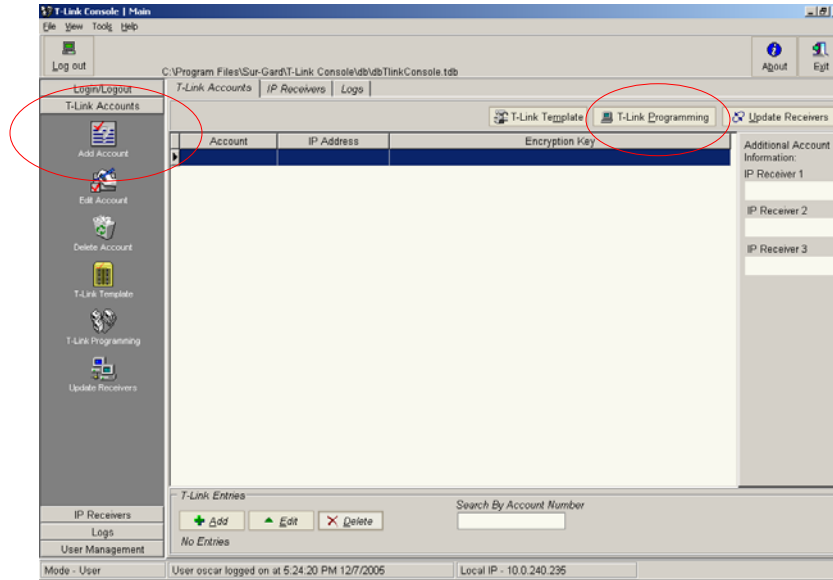 T-Link Console | Main
File View Tools Help
Log out
C:\Program Files\Sur-Gard\T-Link Console\db\dbTlinkConsole.tdb
About
Exit
Login/Logout
T-Link Accounts
Add Account
Edit Account
Delete Account
T-Link Template
T-Link Programming
Update Receivers
IP Receivers
Logs
User Management
T-Link Accounts IP Receivers Logs
T-Link Template T-Link Programming Update Receivers
Account IP Address Encryption Key
Additional Account
Information:
IP Receiver 1
IP Receiver 2
IP Receiver 3
T-Link Entries
Add Edit Delete
No Entries
Search By Account Number
Mode - User User oscar logged on at 5:24:20 PM 12/7/2005 Local IP - 10.0.240.235